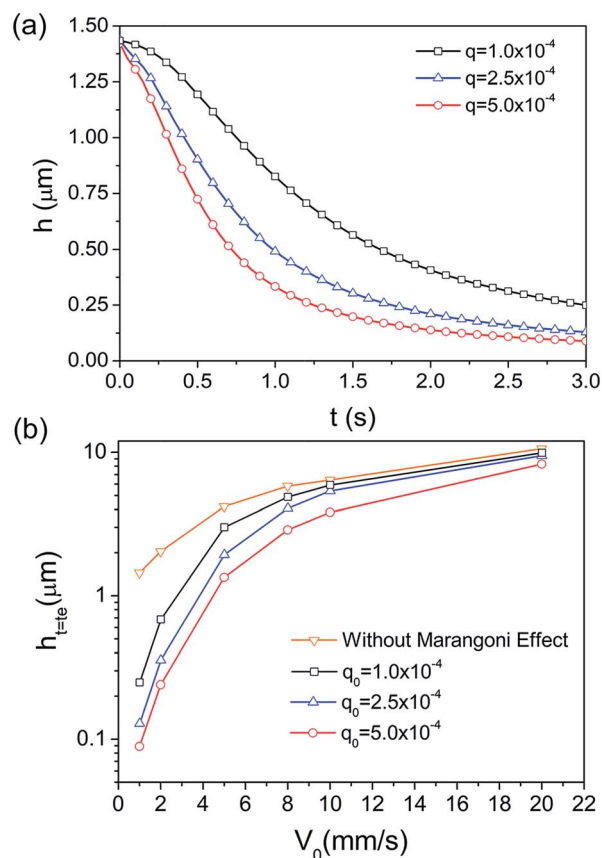 (a)
1.50
1.25
1.00
0.75
0.50
0.25
0.00
h (μm)
q=1.0x10⁻⁴
q=2.5x10⁻⁴
q=5.0x10⁻⁴
0.0 0.5 1.0 1.5 2.0 2.5 3.0
t (s)
(b)
10
1
0.1
h_{t=te}(μm)
Without Marangoni Effect
q₀=1.0x10⁻⁴
q₀=2.5x10⁻⁴
q₀=5.0x10⁻⁴
0 2 4 6 8 10 12 14 16 18 20 22
V₀(mm/s)